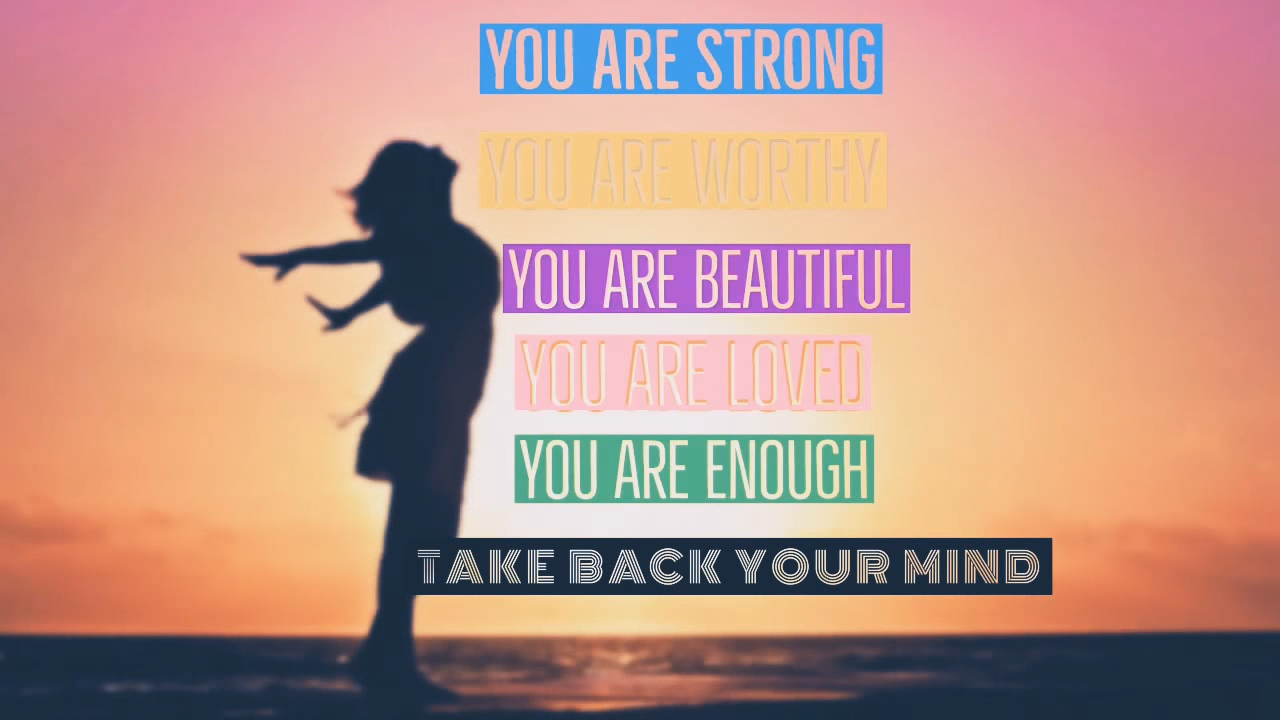 YOU ARE STRONG
YOU ARE WORTHY
YOU ARE BEAUTIFUL
YOU ARE LOVED
YOU ARE ENOUGH
TAKE BACK YOUR MIND